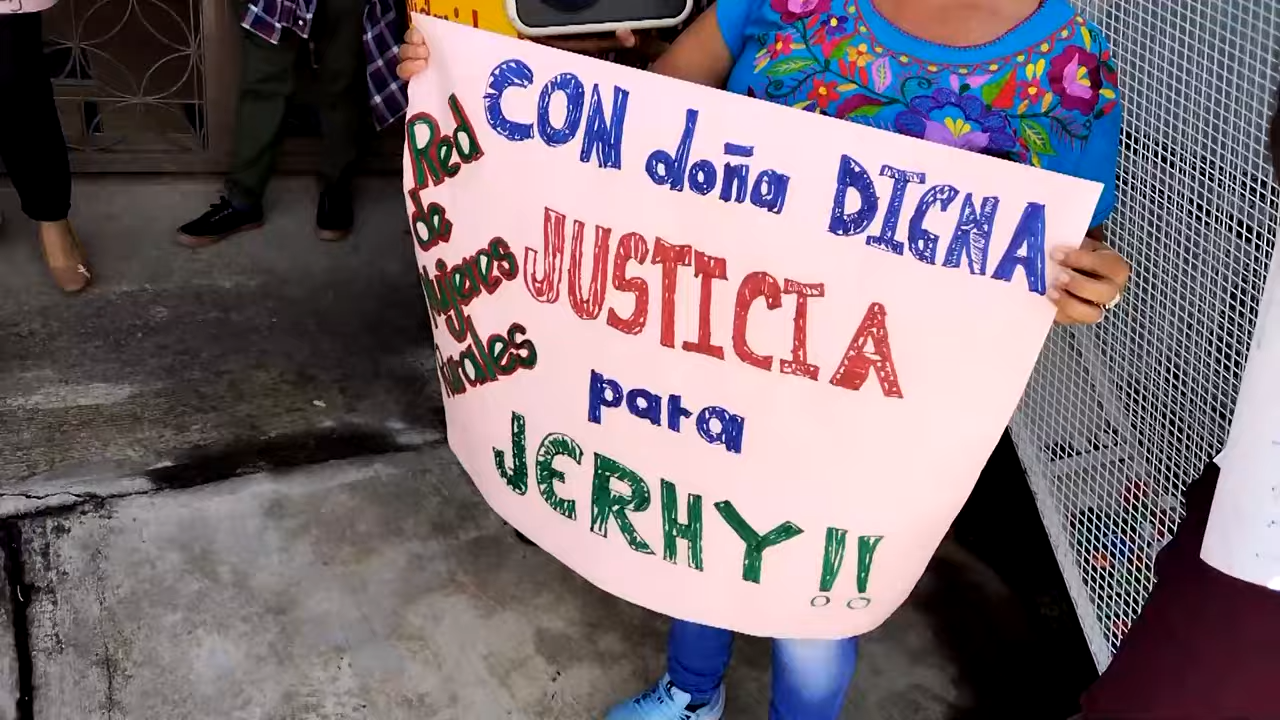 CON doña DIGNA
JUSTICIA
para
JERHY!!
Red
de
Mujeres
Rurales